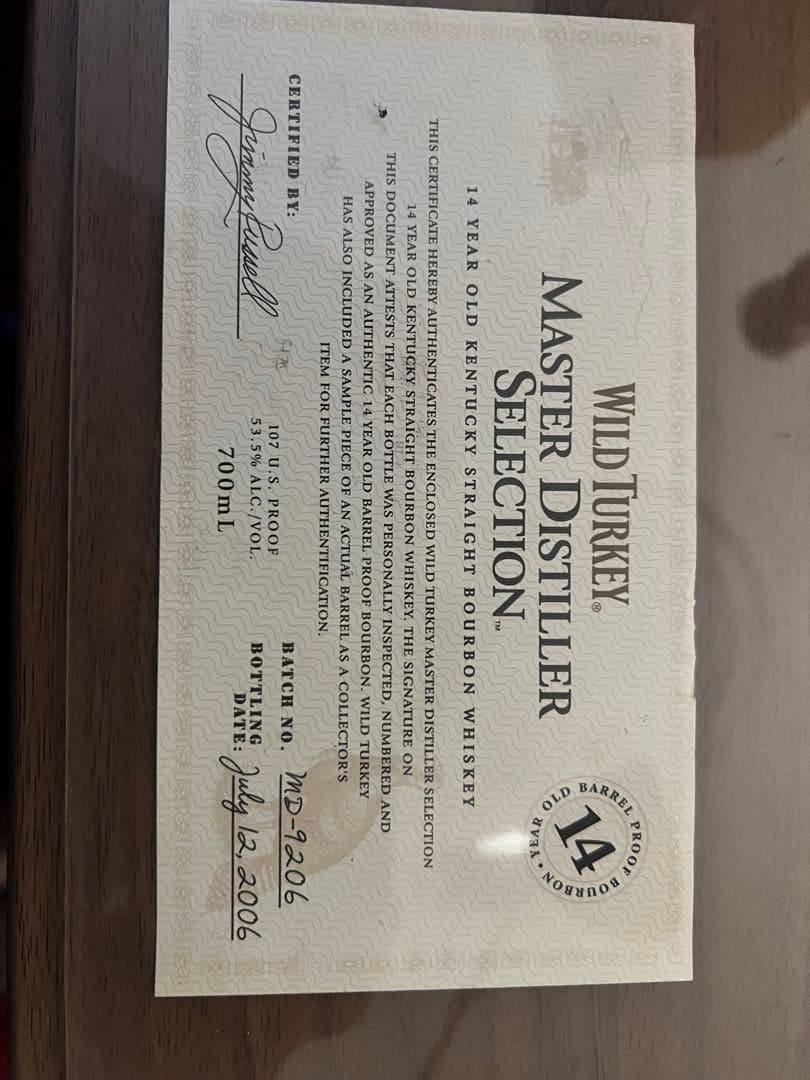 WILD TURKEY®
MASTER DISTILLER
SELECTION™
14 YEAR OLD KENTUCKY STRAIGHT BOURBON WHISKEY
OLD BARREL PROOF BOURBON • YEAR
14
THIS CERTIFICATE HEREBY AUTHENTICATES THE ENCLOSED WILD TURKEY MASTER DISTILLER SELECTION
14 YEAR OLD KENTUCKY STRAIGHT BOURBON WHISKEY. THE SIGNATURE ON
THIS DOCUMENT ATTESTS THAT EACH BOTTLE WAS PERSONALLY INSPECTED, NUMBERED AND
APPROVED AS AN AUTHENTIC 14 YEAR OLD BARREL PROOF BOURBON. WILD TURKEY
HAS ALSO INCLUDED A SAMPLE PIECE OF AN ACTUAL BARREL AS A COLLECTOR'S
ITEM FOR FURTHER AUTHENTIFICATION.
CERTIFIED BY:
Jimmy Russell
107 U.S. PROOF
53.5% ALC./VOL.
700mL
BATCH NO. MD-9206
BOTTLING
DATE: July 12, 2006